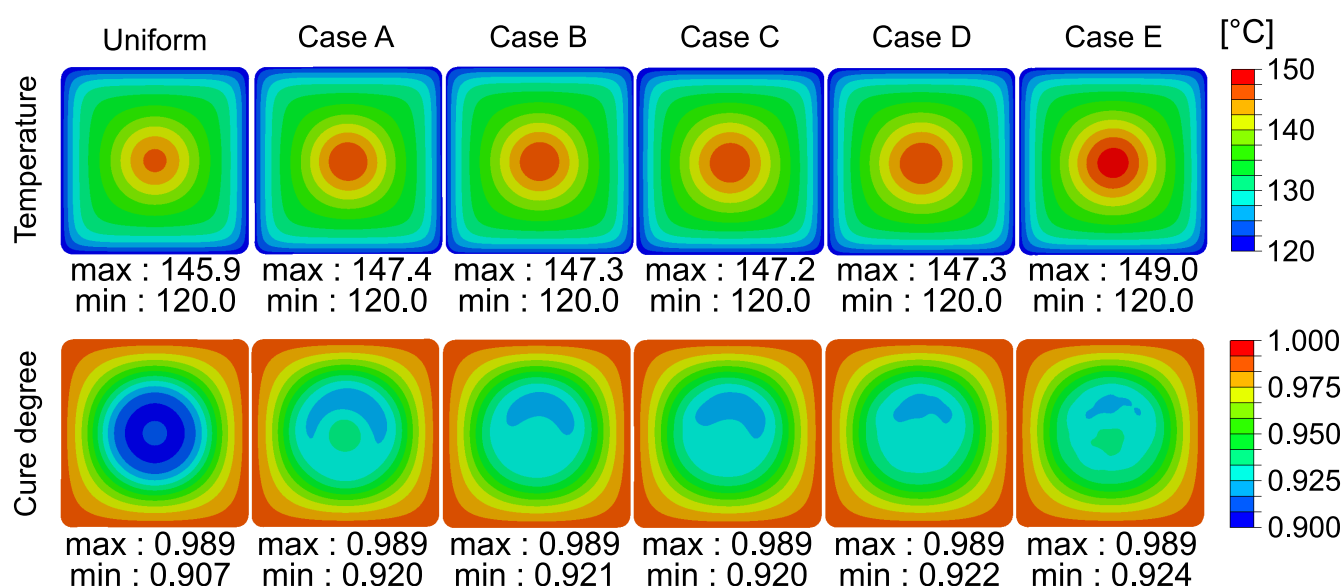 Uniform Case A Case B Case C Case D Case E [°C]
Temperature
150
140
130
120
max : 145.9 max : 147.4 max : 147.3 max : 147.2 max : 147.3 max : 149.0
min : 120.0 min : 120.0 min : 120.0 min : 120.0 min : 120.0 min : 120.0
Cure degree
1.000
0.975
0.950
0.925
0.900
max : 0.989 max : 0.989 max : 0.989 max : 0.989 max : 0.989 max : 0.989
min : 0.907 min : 0.920 min : 0.921 min : 0.920 min : 0.922 min : 0.924